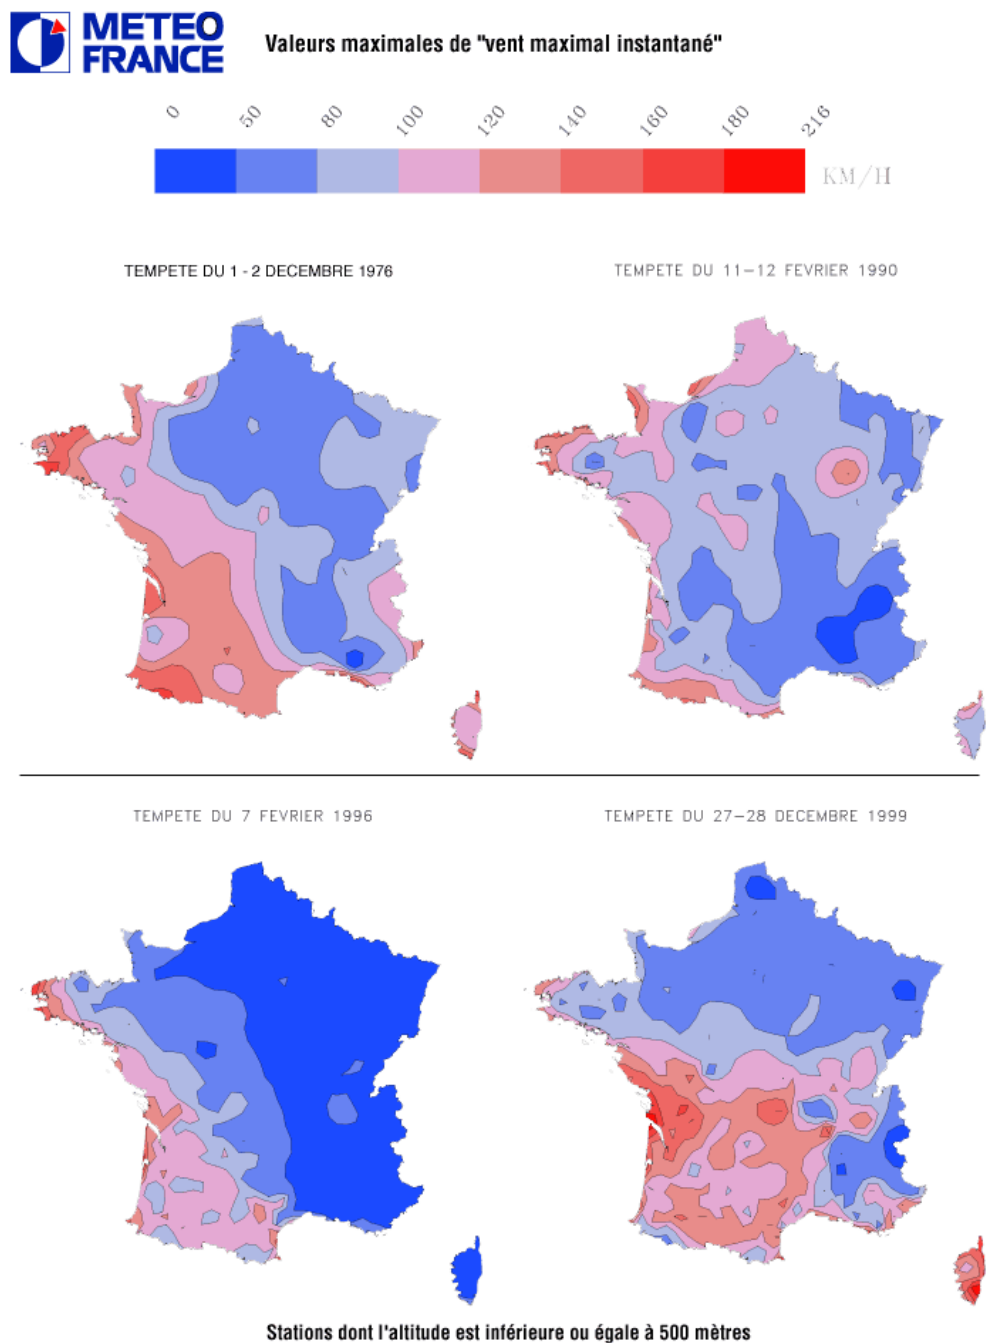 METEO
FRANCE
Valeurs maximales de "vent maximal instantané"
0 50 80 100 120 140 160 180 216
KM/H
TEMPETE DU 1 - 2 DECEMBRE 1976
TEMPETE DU 11-12 FEVRIER 1990
TEMPETE DU 7 FEVRIER 1996
TEMPETE DU 27-28 DECEMBRE 1999
Stations dont l'altitude est inférieure ou égale à 500 mètres